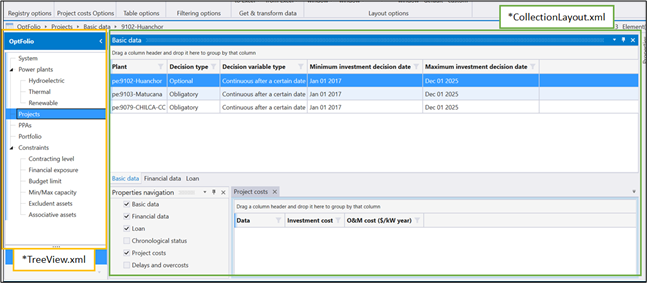 Registry options
Project costs Options
Table options
Filtering options
Get & transform data
Layout options
*CollectionLayout.xml
OptFolio ▸ Projects ▸ Basic data ▸ 9102-Huanchor
OptFolio
System
Power plants
Hydroelectric
Thermal
Renewable
Projects
PPAs
Portfolio
Constraints
Contracting level
Financial exposure
Budget limit
Min/Max capacity
Excludent assets
Associative assets
*TreeView.xml
Basic data
Drag a column header and drop it here to group by that column
Plant Decision type Decision variable type Minimum investment decision date Maximum investment decision date
pe:9102-Huanchor Optional Continuous after a certain date Jan 01 2017 Dec 01 2025
pe:9103-Matucana Obligatory Continuous after a certain date Jan 01 2017 Dec 01 2025
pe:9079-CHILCA-CC Obligatory Continuous after a certain date Jan 01 2017 Dec 01 2025
Basic data Financial data Loan
Properties navigation
Basic data
Financial data
Loan
Chronological status
Project costs
Delays and overcosts
Project costs
Drag a column header and drop it here to group by that column
Data Investment cost O&M cost ($/kW year)